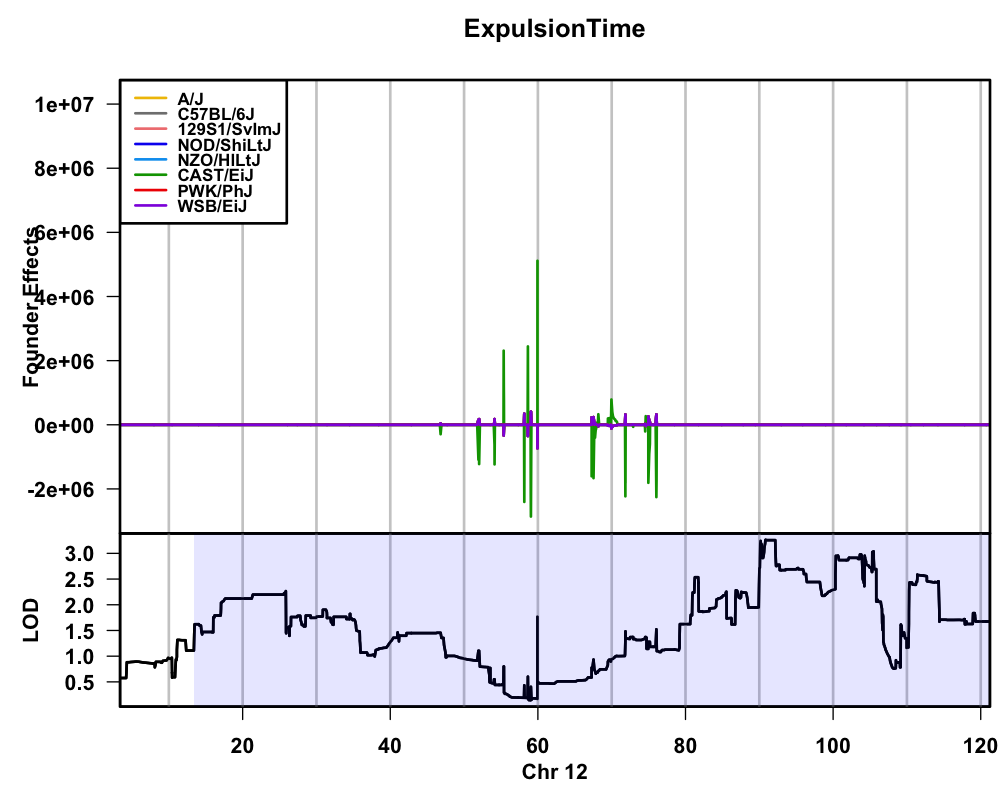 ExpulsionTime
1e+07
8e+06
6e+06
4e+06
2e+06
0e+00
-2e+06
Founder Effects
A/J
C57BL/6J
129S1/SvImJ
NOD/ShiLtJ
NZO/HlLtJ
CAST/EiJ
PWK/PhJ
WSB/EiJ
3.0
2.5
2.0
1.5
1.0
0.5
LOD
20 40 60 80 100 120
Chr 12